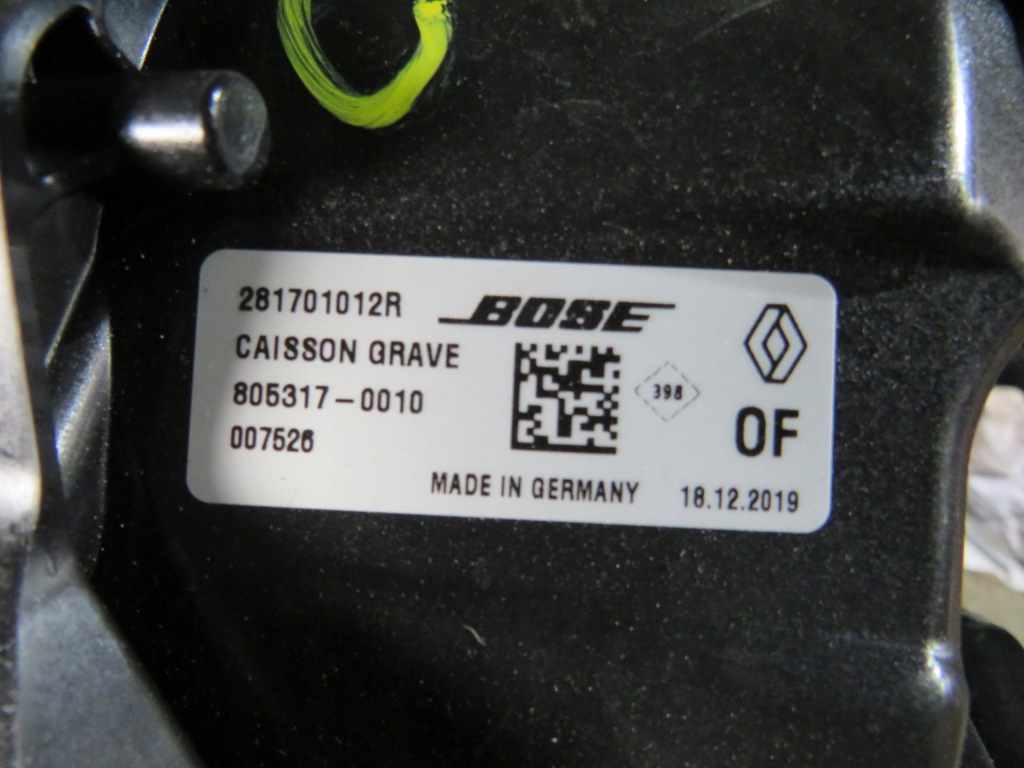 281701012R
BOSE
CAISSON GRAVE
805317-0010
398
007526
OF
MADE IN GERMANY
18.12.2019